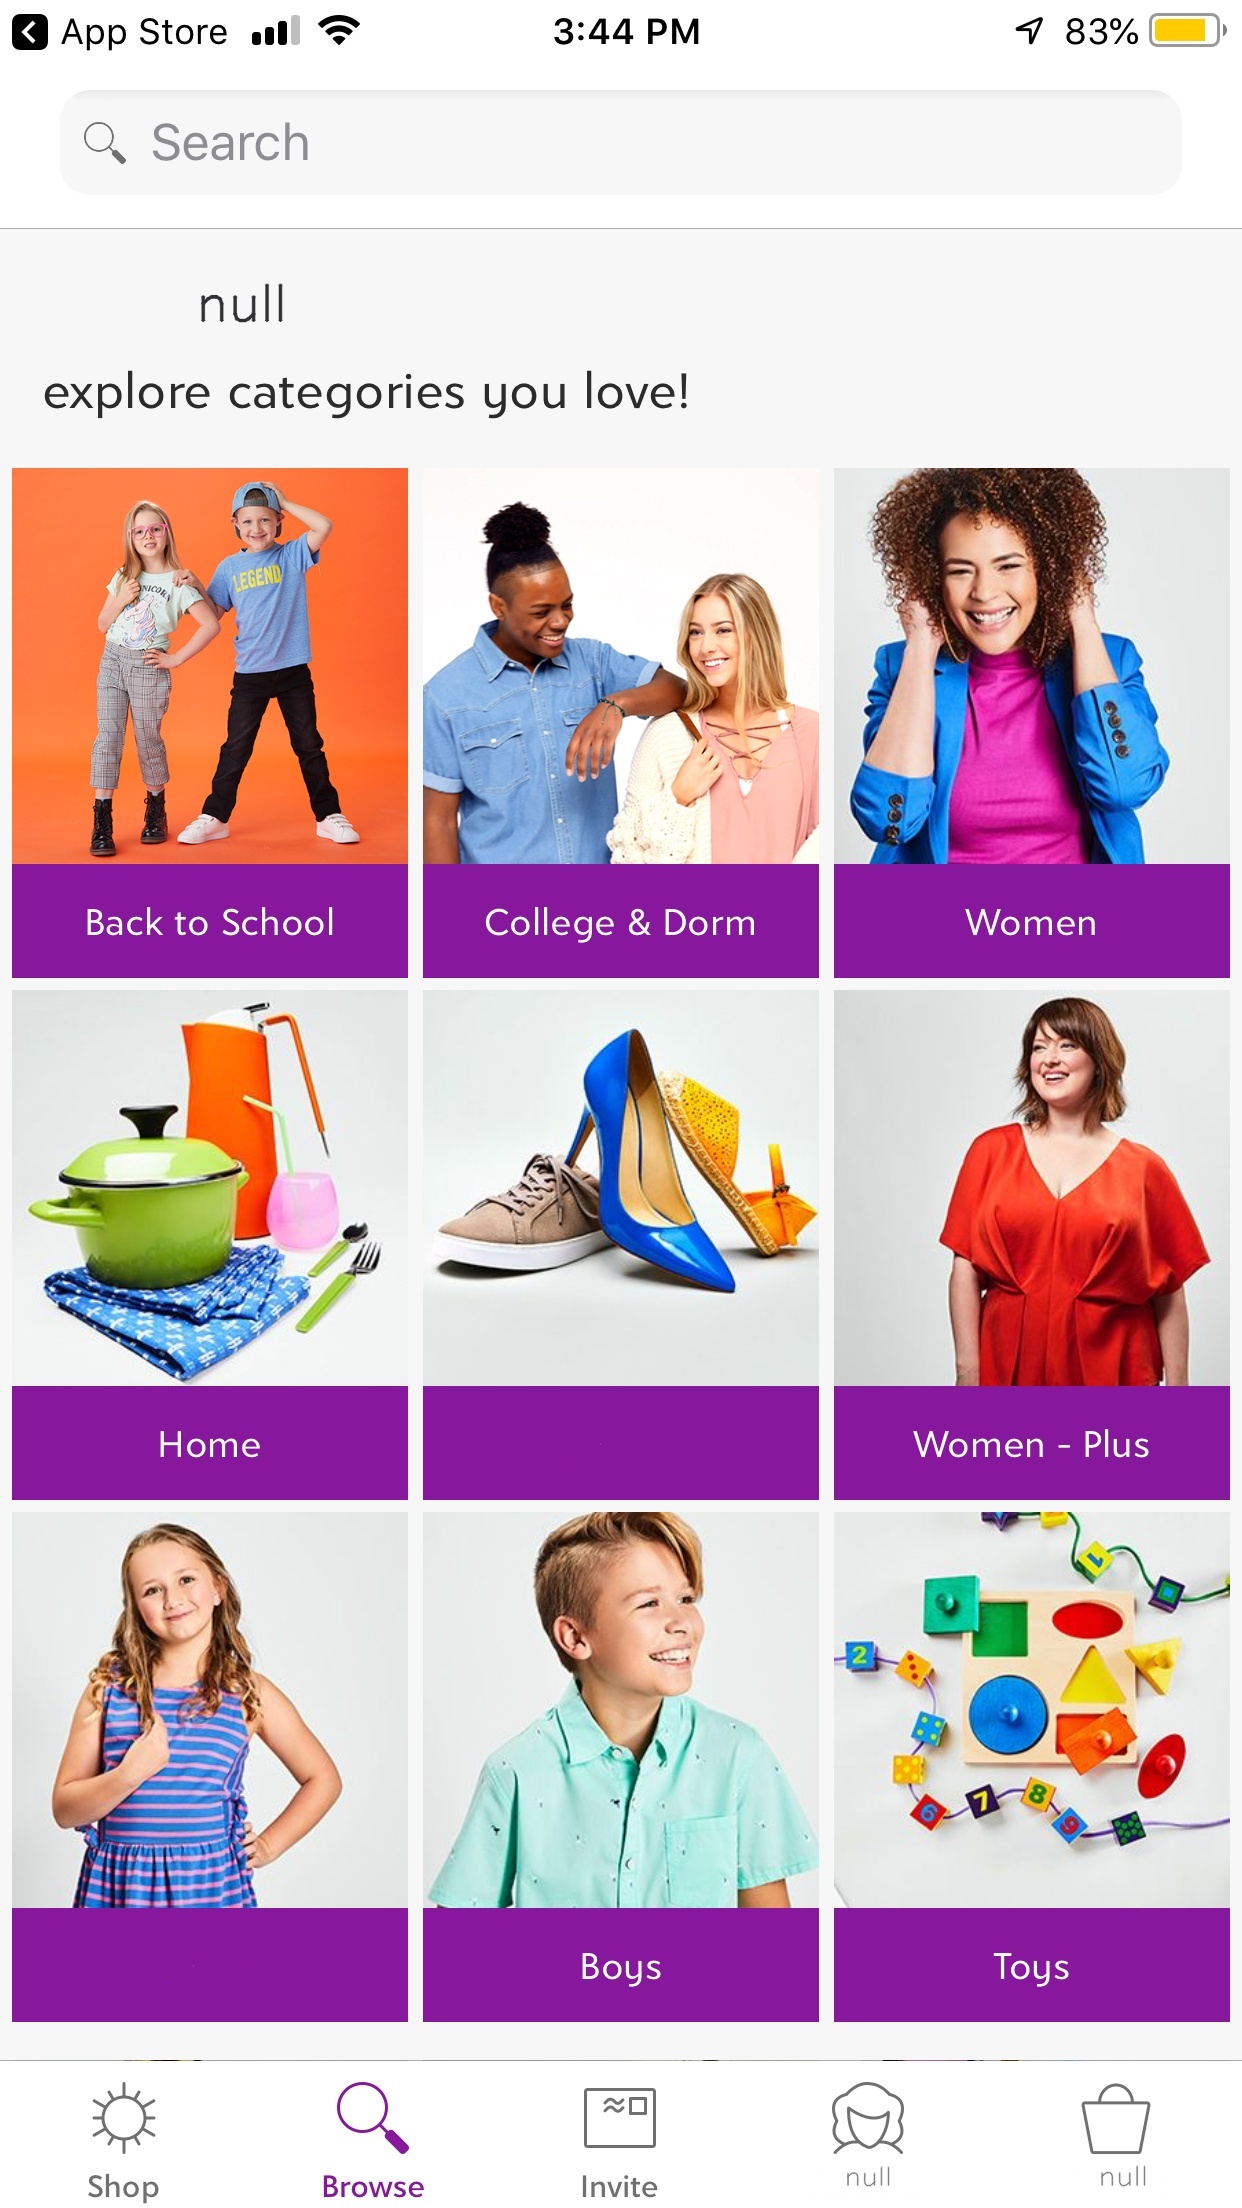 App Store
3:44 PM
83%
Search
null
explore categories you love!
UNICORN
LEGEND
Back to School
College & Dorm
Women
Home
Women - Plus
1
2
6
7
8
9
Boys
Toys
Shop
Browse
Invite
null
null